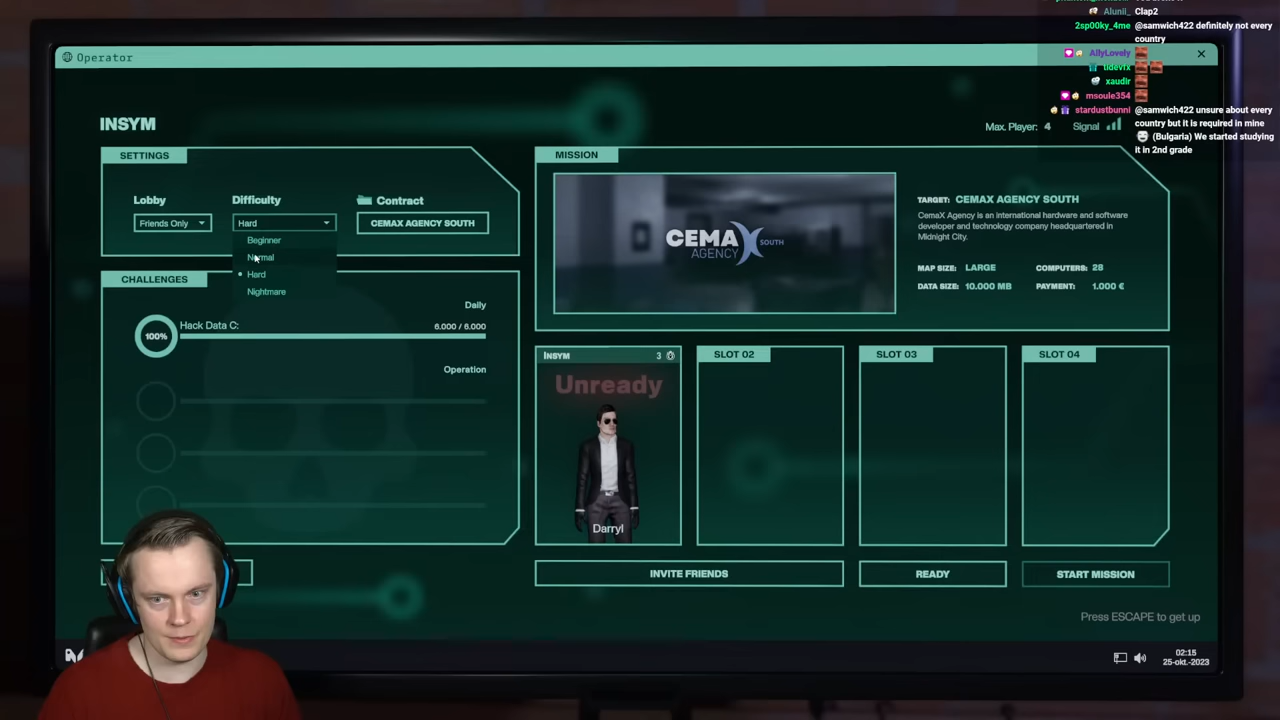 Alunii_ Clap2
2sp00ky_4me @samwich422 definitely not every
country
AllyLovely
tidevfx
xaudir
msoule354
stardustbunni @samwich422 unsure about every
country but it is required in mine
(Bulgaria) We started studying
it in 2nd grade
Operator
INSYM
Max. Player: 4 Signal
SETTINGS
Lobby Difficulty Contract
Friends Only Hard CEMAX AGENCY SOUTH
Beginner
Normal
Hard
Nightmare
CHALLENGES
Daily
100% Hack Data C: 6.000 / 6.000
Operation
MISSION
CEMAX SOUTH
AGENCY
TARGET: CEMAX AGENCY SOUTH
CemaX Agency is an international hardware and software
developer and technology company headquartered in
Midnight City.
MAP SIZE: LARGE COMPUTERS: 28
DATA SIZE: 10.000 MB PAYMENT: 1.000 €
INSYM 3 SLOT 02 SLOT 03 SLOT 04
Unready
Darryl
INVITE FRIENDS READY START MISSION
Press ESCAPE to get up
02:15
25-okt.-2023